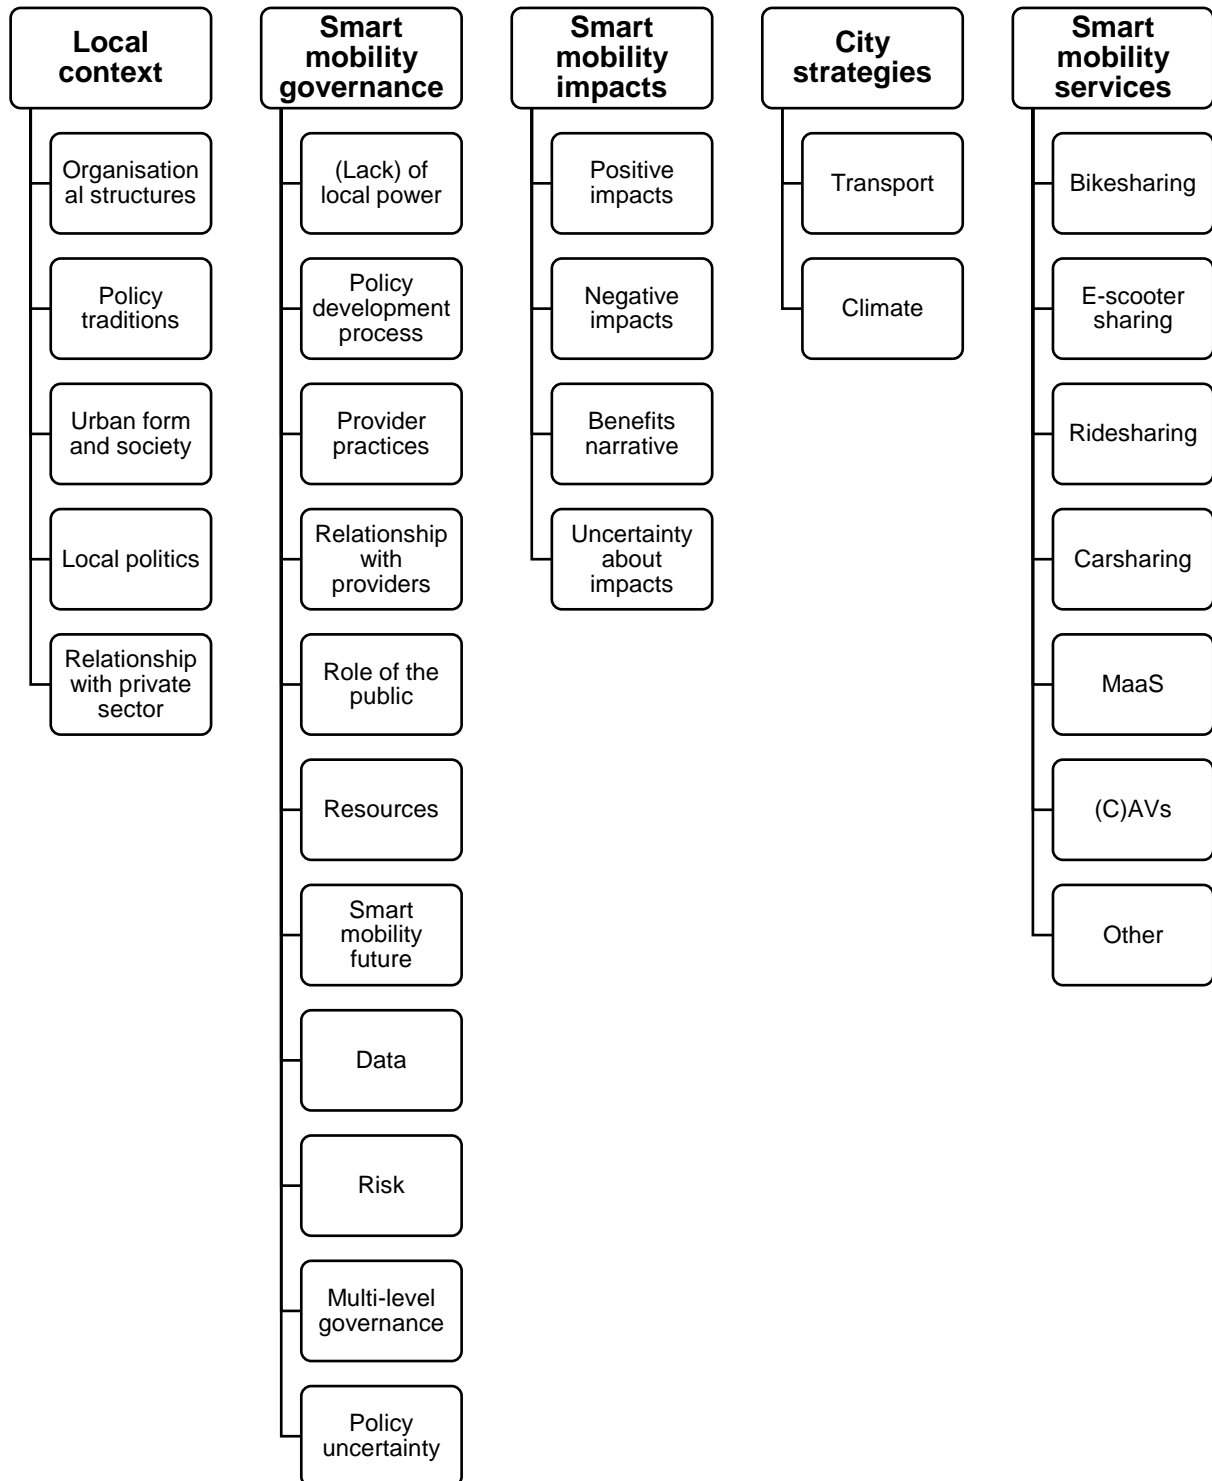 Local
context
Organisation
al structures
Policy
traditions
Urban form
and society
Local politics
Relationship
with private
sector
Smart
mobility
governance
(Lack) of
local power
Policy
development
process
Provider
practices
Relationship
with
providers
Role of the
public
Resources
Smart
mobility
future
Data
Risk
Multi-level
governance
Policy
uncertainty
Smart
mobility
impacts
Positive
impacts
Negative
impacts
Benefits
narrative
Uncertainty
about
impacts
City
strategies
Transport
Climate
Smart
mobility
services
Bikesharing
E-scooter
sharing
Ridesharing
Carsharing
MaaS
(C)AVs
Other